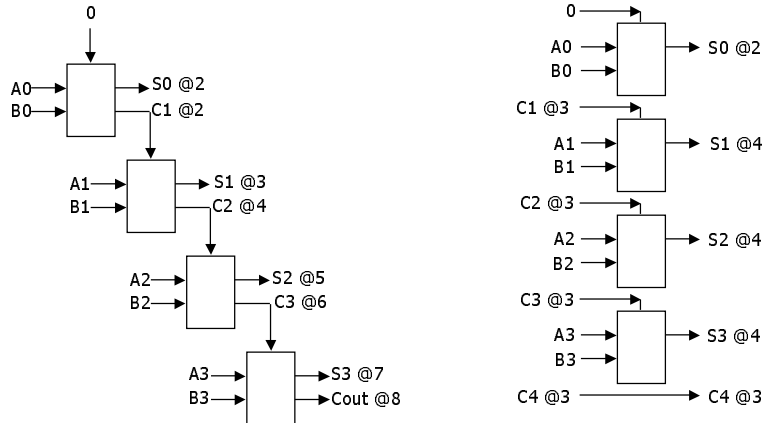 0
A0
B0
S0 @2
C1 @2
A1
B1
S1 @3
C2 @4
A2
B2
S2 @5
C3 @6
A3
B3
S3 @7
Cout @8
0
A0
B0
S0 @2
C1 @3
A1
B1
S1 @4
C2 @3
A2
B2
S2 @4
C3 @3
A3
B3
S3 @4
C4 @3
C4 @3